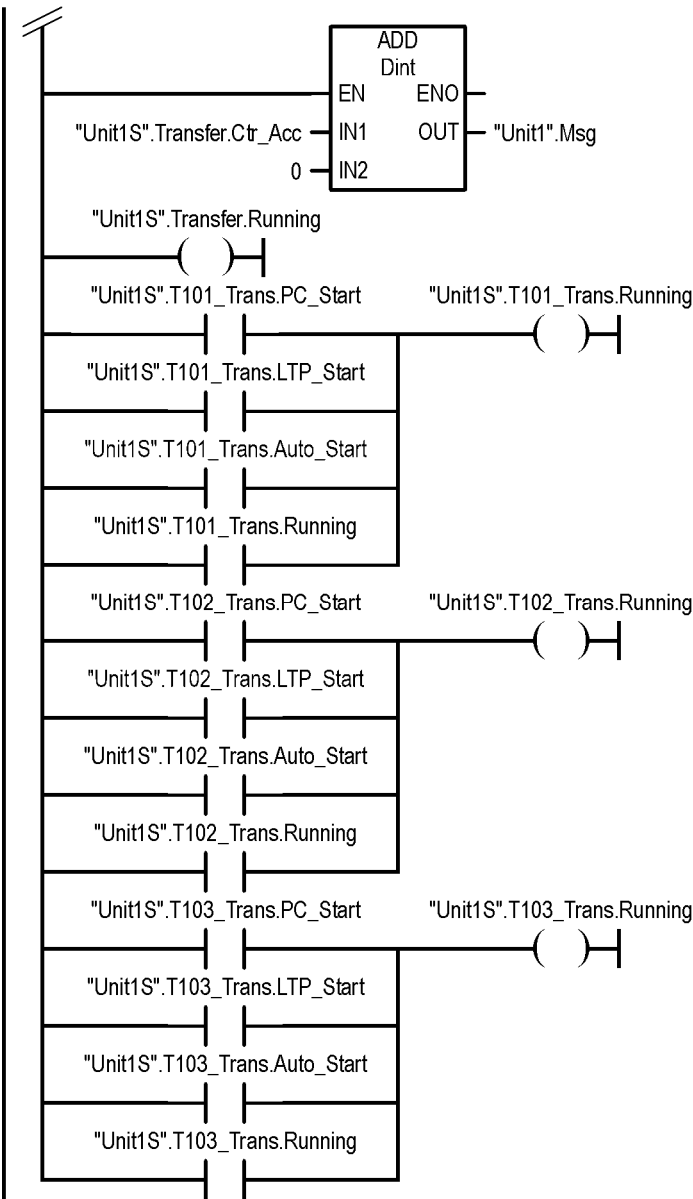 ADD
Dint
EN ENO
"Unit1S".Transfer.Ctr_Acc IN1 OUT "Unit1".Msg
0 IN2
"Unit1S".Transfer.Running
"Unit1S".T101_Trans.PC_Start "Unit1S".T101_Trans.Running
"Unit1S".T101_Trans.LTP_Start
"Unit1S".T101_Trans.Auto_Start
"Unit1S".T101_Trans.Running
"Unit1S".T102_Trans.PC_Start "Unit1S".T102_Trans.Running
"Unit1S".T102_Trans.LTP_Start
"Unit1S".T102_Trans.Auto_Start
"Unit1S".T102_Trans.Running
"Unit1S".T103_Trans.PC_Start "Unit1S".T103_Trans.Running
"Unit1S".T103_Trans.LTP_Start
"Unit1S".T103_Trans.Auto_Start
"Unit1S".T103_Trans.Running